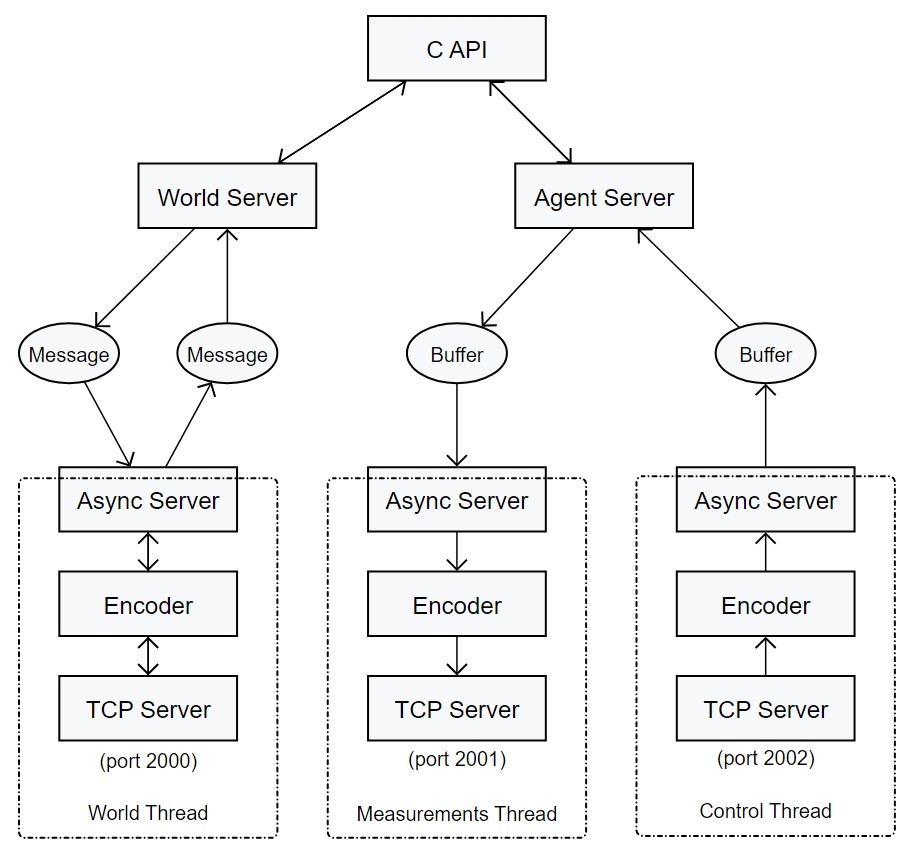 C API
World Server
Agent Server
Message
Message
Buffer
Buffer
Async Server
Async Server
Async Server
Encoder
Encoder
Encoder
TCP Server
TCP Server
TCP Server
(port 2000)
(port 2001)
(port 2002)
World Thread
Measurements Thread
Control Thread